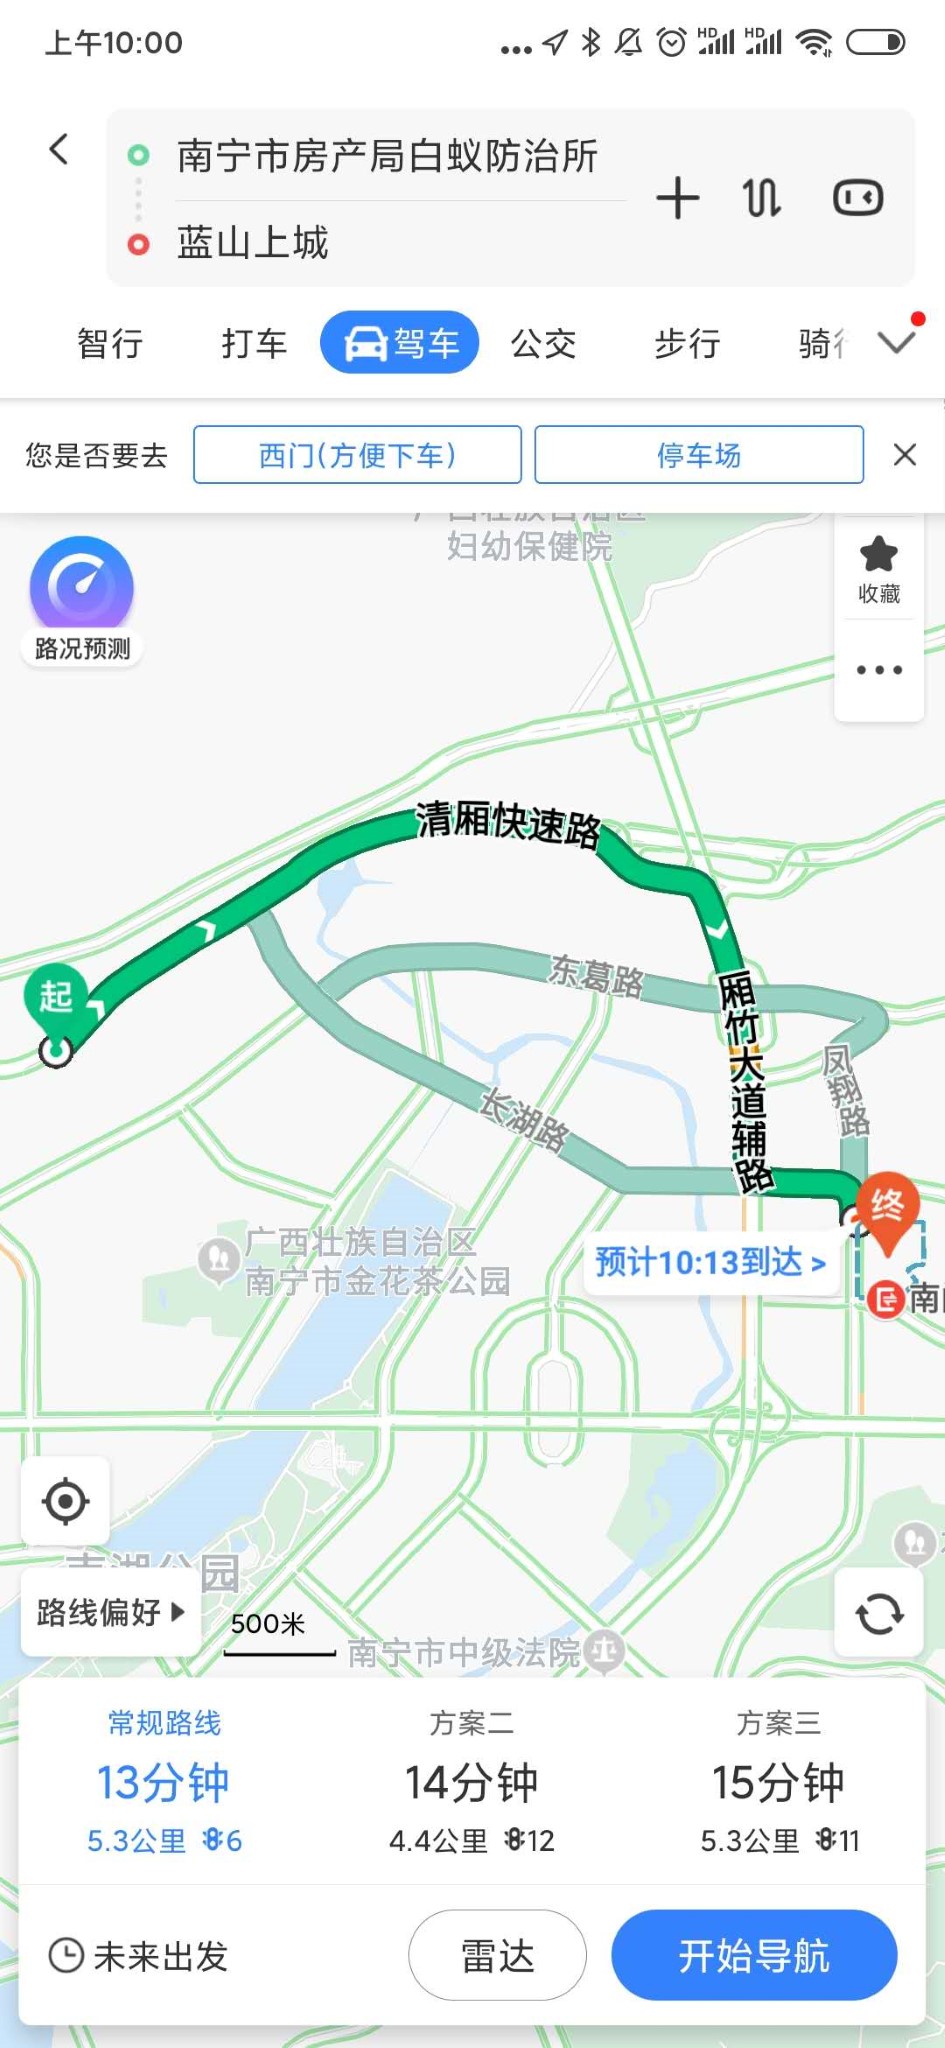 上午10:00
HD HD
南宁市房产局白蚁防治所
蓝山上城
智行 打车 驾车 公交 步行 骑行
您是否要去 西门(方便下车) 停车场
广西壮族自治区
妇幼保健院
收藏
路况预测
清厢快速路
起
东葛路
厢竹大道辅路
凤翔路
长湖路
终
广西壮族自治区
南宁市金花茶公园
预计10:13到达 >
南
南湖公园
路线偏好
500米
南宁市中级法院
常规路线 方案二 方案三
13分钟 14分钟 15分钟
5.3公里 6 4.4公里 12 5.3公里 11
未来出发 雷达 开始导航